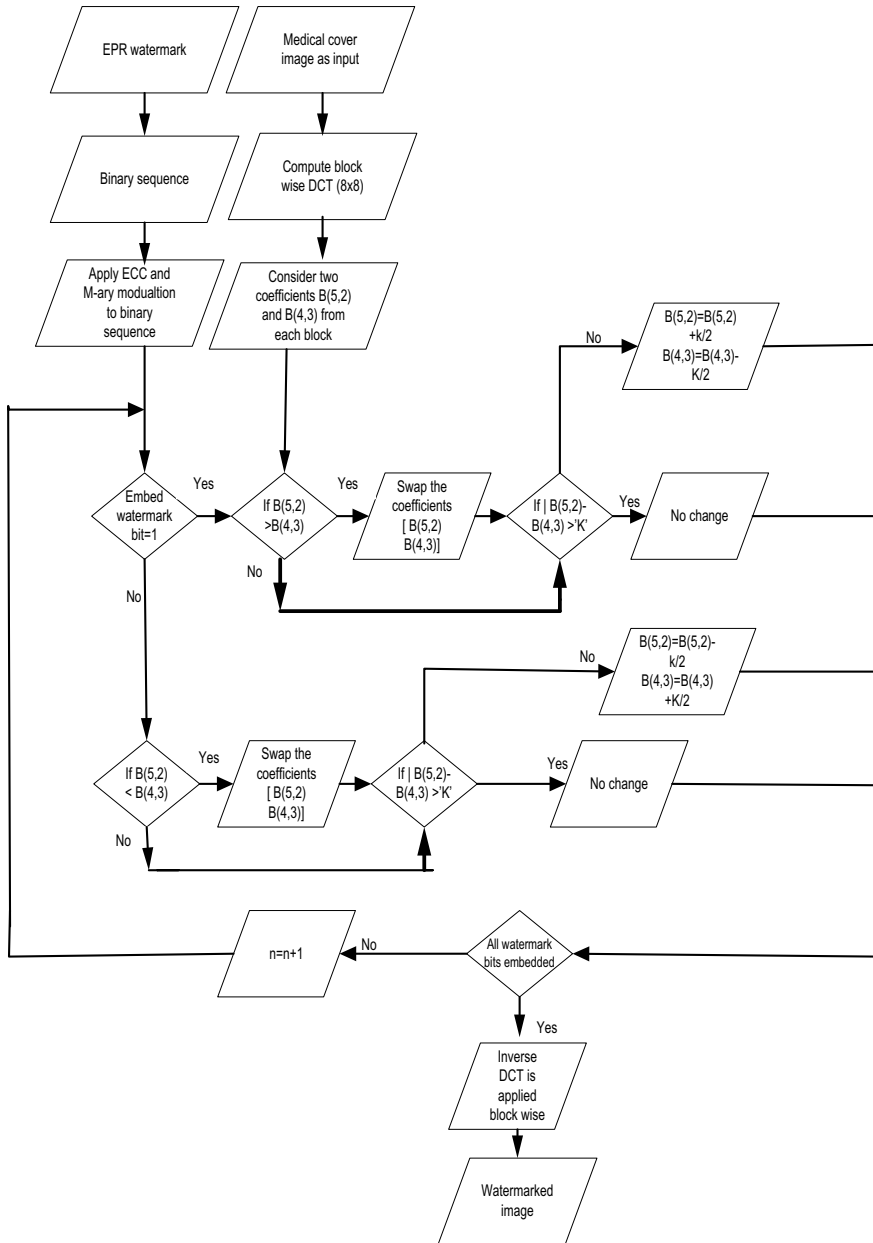 EPR watermark
Medical cover
image as input
Binary sequence
Compute block
wise DCT (8x8)
Apply ECC and
M-ary modualtion
to binary
sequence
Consider two
coefficients B(5,2)
and B(4,3) from
each block
No
B(5,2)=B(5,2)
+k/2
B(4,3)=B(4,3)-
K/2
Embed
watermark
bit=1
Yes
If B(5,2)
>B(4,3)
Yes
Swap the
coefficients
[ B(5,2)
B(4,3)]
If | B(5,2)-
B(4,3) >'K'
Yes
No change
No
No
No
B(5,2)=B(5,2)-
k/2
B(4,3)=B(4,3)
+K/2
If B(5,2)
< B(4,3)
Yes
Swap the
coefficients
[ B(5,2)
B(4,3)]
If | B(5,2)-
B(4,3) >'K'
Yes
No change
No
n=n+1
No
All watermark
bits embedded
Yes
Inverse
DCT is
applied
block wise
Watermarked
image